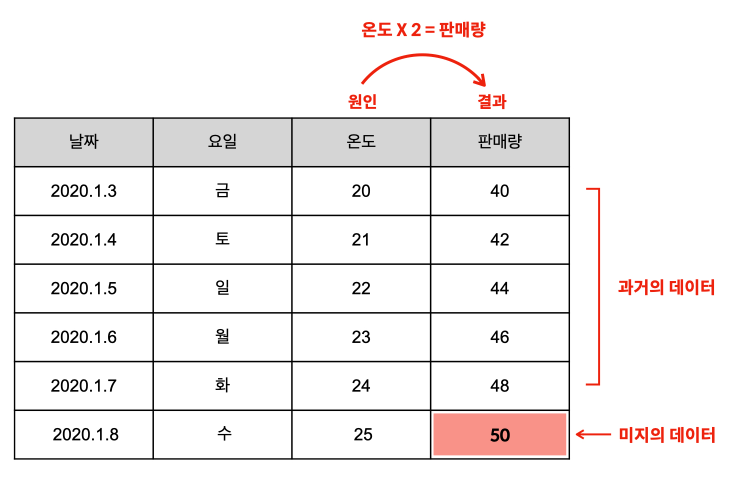 온도 X 2 = 판매량
원인 결과
날짜 요일 온도 판매량
2020.1.3 금 20 40
2020.1.4 토 21 42
2020.1.5 일 22 44
과거의 데이터
2020.1.6 월 23 46
2020.1.7 화 24 48
2020.1.8 수 25 50 미지의 데이터